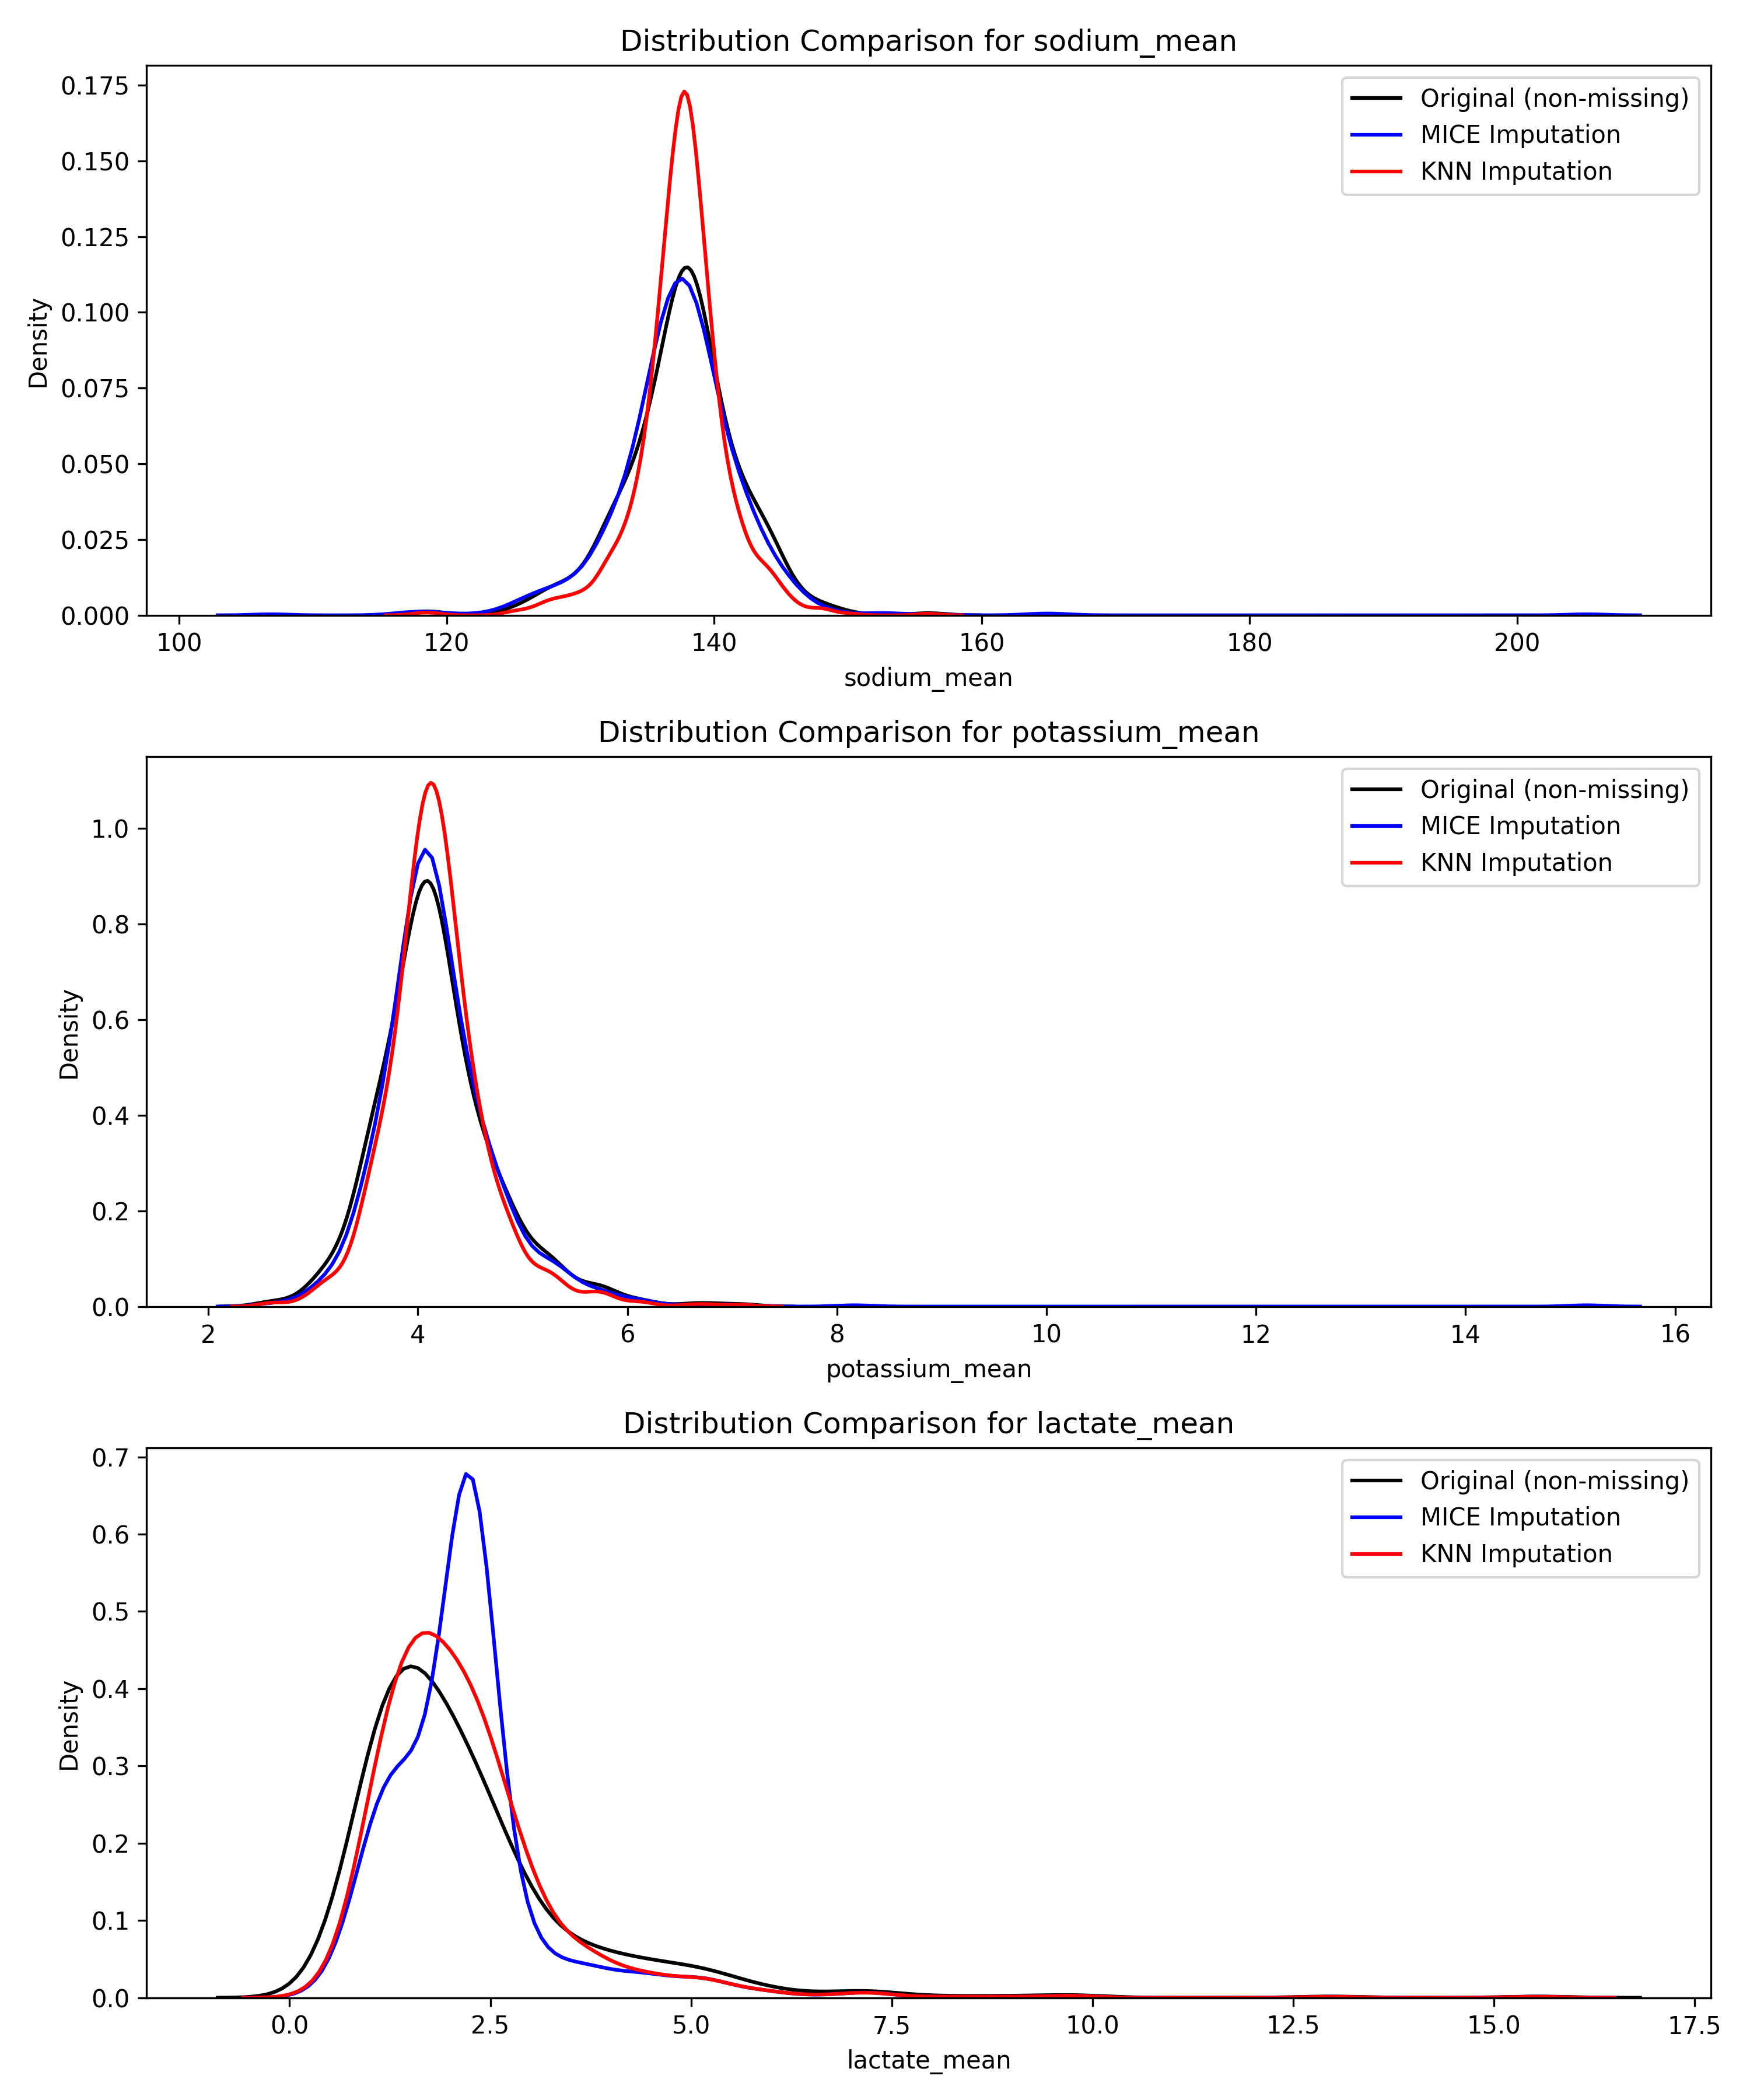 Distribution Comparison for sodium_mean
0.175
0.150
0.125
0.100
0.075
0.050
0.025
0.000
Density
Original (non-missing)
MICE Imputation
KNN Imputation
100 120 140 160 180 200
sodium_mean
Distribution Comparison for potassium_mean
1.0
0.8
0.6
0.4
0.2
0.0
Density
Original (non-missing)
MICE Imputation
KNN Imputation
2 4 6 8 10 12 14 16
potassium_mean
Distribution Comparison for lactate_mean
0.7
0.6
0.5
0.4
0.3
0.2
0.1
0.0
Density
Original (non-missing)
MICE Imputation
KNN Imputation
0.0 2.5 5.0 7.5 10.0 12.5 15.0 17.5
lactate_mean